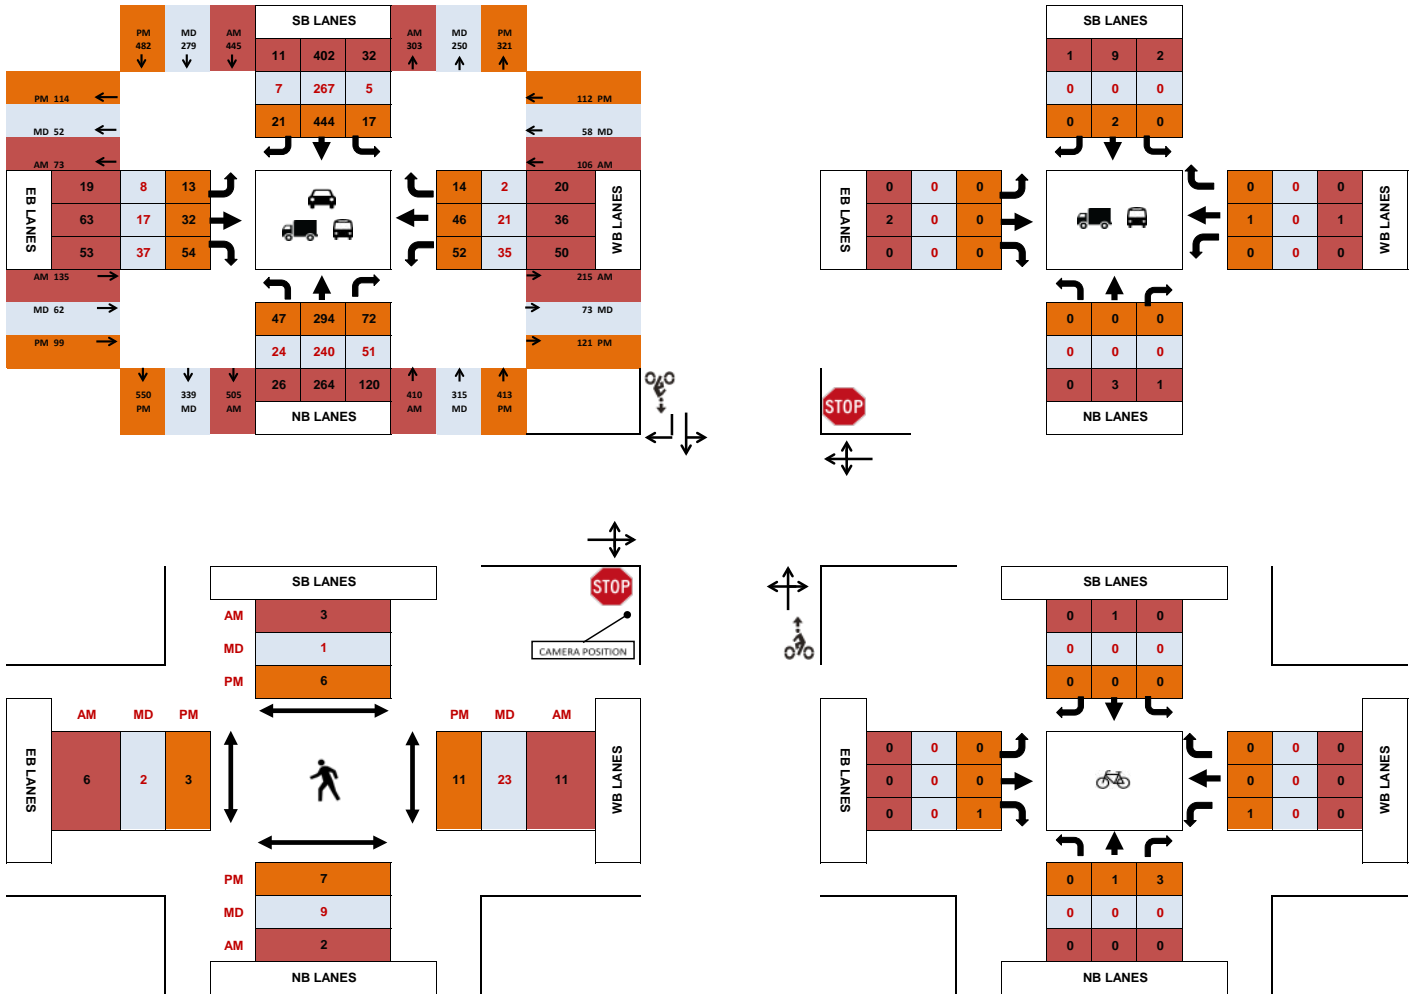 SB LANES
PM MD AM
482 279 445
AM MD PM
303 250 321
11 402 32
7 267 5
21 444 17
PM 114
MD 52
AM 73
112 PM
58 MD
106 AM
EB LANES
19 8 13
63 17 32
53 37 54
14 2 20
46 21 36
52 35 50
WB LANES
AM 135
MD 62
PM 99
215 AM
73 MD
121 PM
47 294 72
24 240 51
26 264 120
550 339 505
PM MD AM
410 315 413
AM MD PM
NB LANES
SB LANES
1 9 2
0 0 0
0 2 0
EB LANES
0 0 0
2 0 0
0 0 0
0 0 0
1 0 1
0 0 0
WB LANES
0 0 0
0 0 0
0 3 1
NB LANES
STOP
SB LANES
AM 3
MD 1
PM 6
STOP
CAMERA POSITION
EB LANES
AM MD PM
6 2 3
PM MD AM
11 23 11
WB LANES
PM 7
MD 9
AM 2
NB LANES
SB LANES
0 1 0
0 0 0
0 0 0
EB LANES
0 0 0
0 0 0
0 0 1
0 0 0
0 0 0
1 0 0
WB LANES
0 1 3
0 0 0
0 0 0
NB LANES